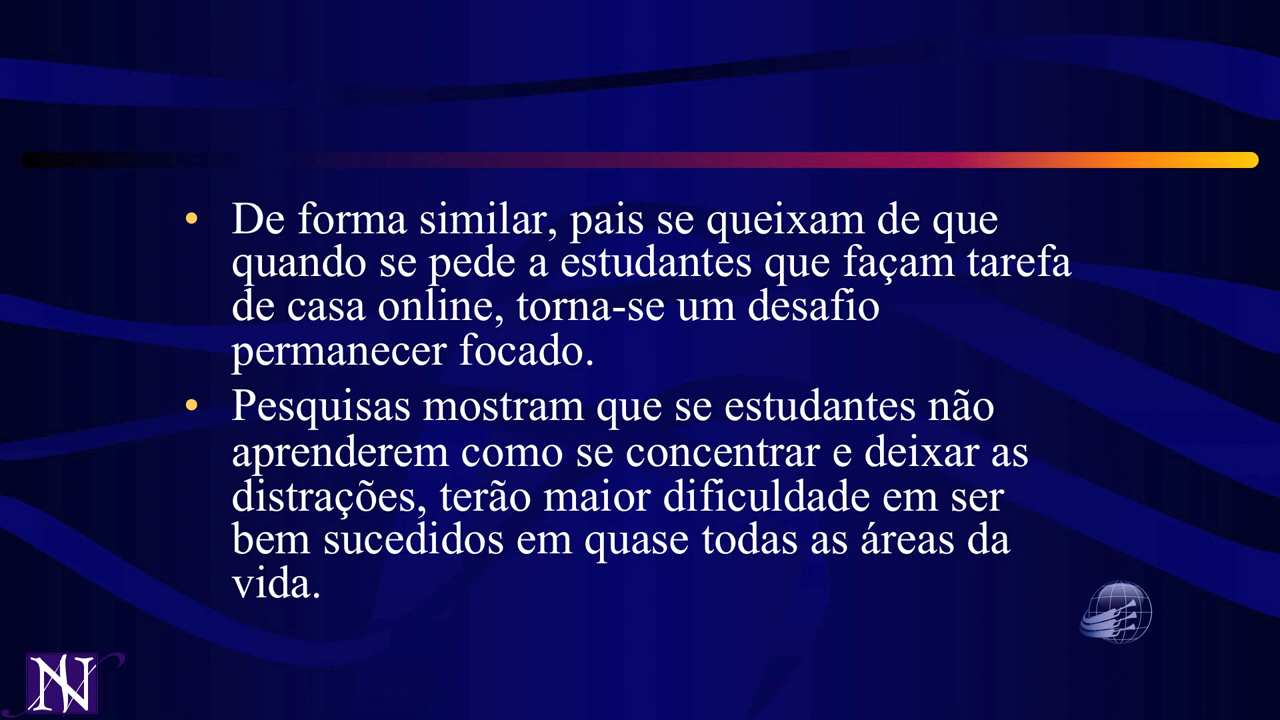 • De forma similar, pais se queixam de que
quando se pede a estudantes que façam tarefa
de casa online, torna-se um desafio
permanecer focado.
• Pesquisas mostram que se estudantes não
aprenderem como se concentrar e deixar as
distrações, terão maior dificuldade em ser
bem sucedidos em quase todas as áreas da
vida.
N